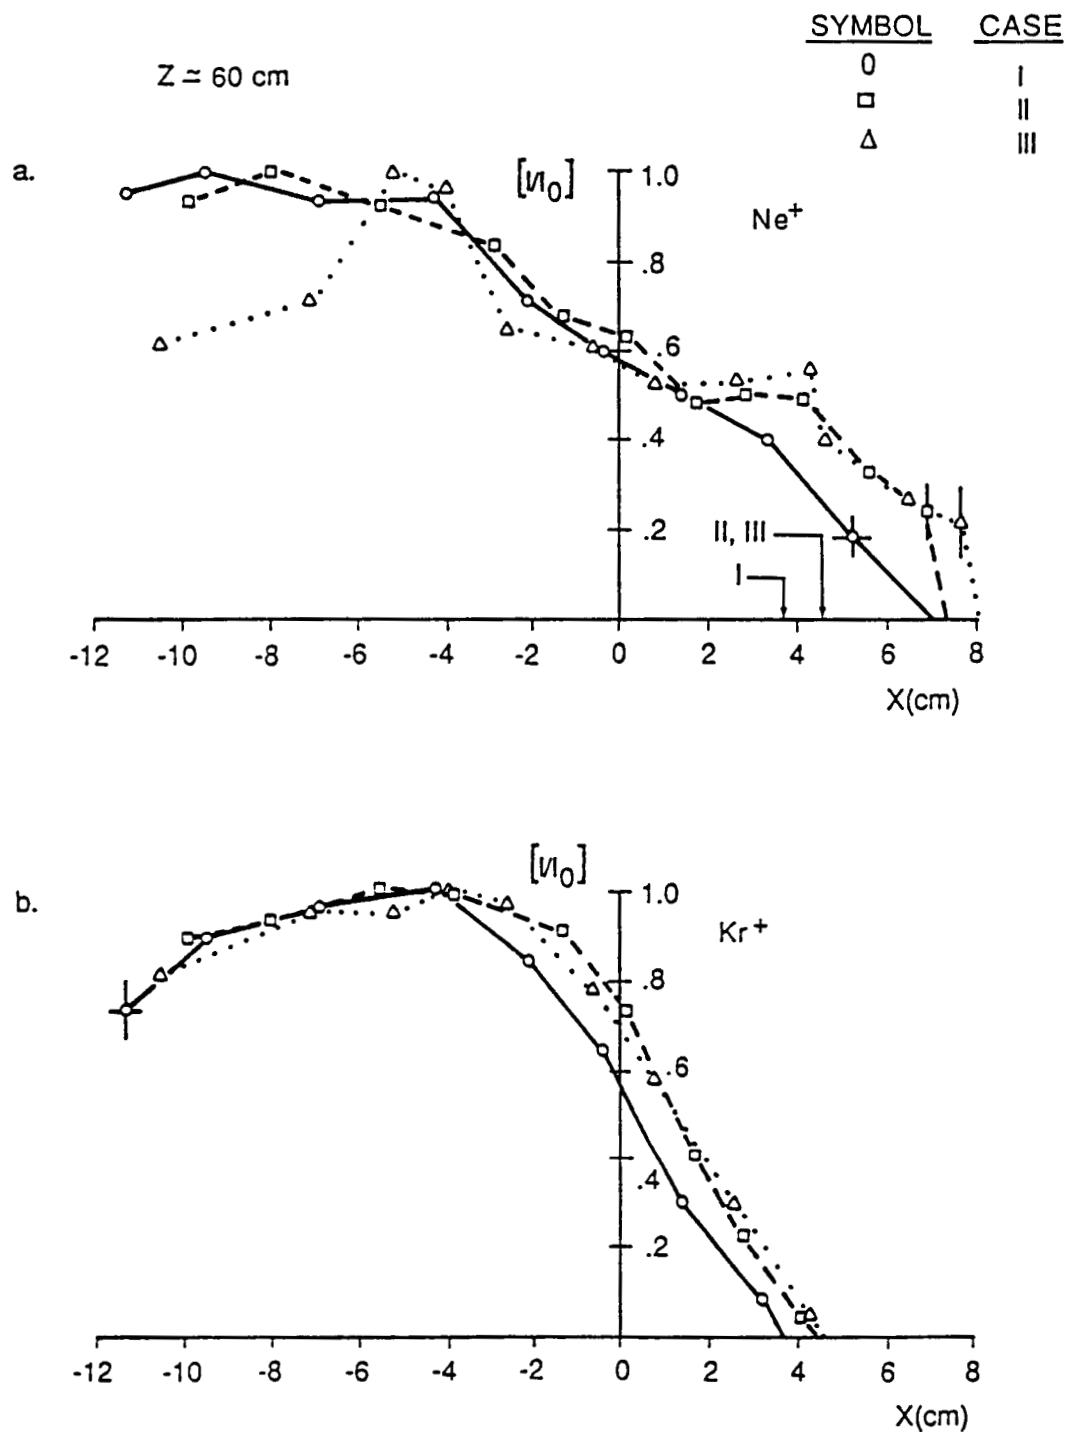 SYMBOL CASE
Z ≃ 60 cm
O I
□ II
△ III
a.
[I/I₀]
1.0
Ne⁺
.8
.6
.4
.2
II, III
I
-12 -10 -8 -6 -4 -2 0 2 4 6 8
X(cm)
b.
[I/I₀]
1.0
Kr⁺
.8
.6
.4
.2
-12 -10 -8 -6 -4 -2 0 2 4 6 8
X(cm)